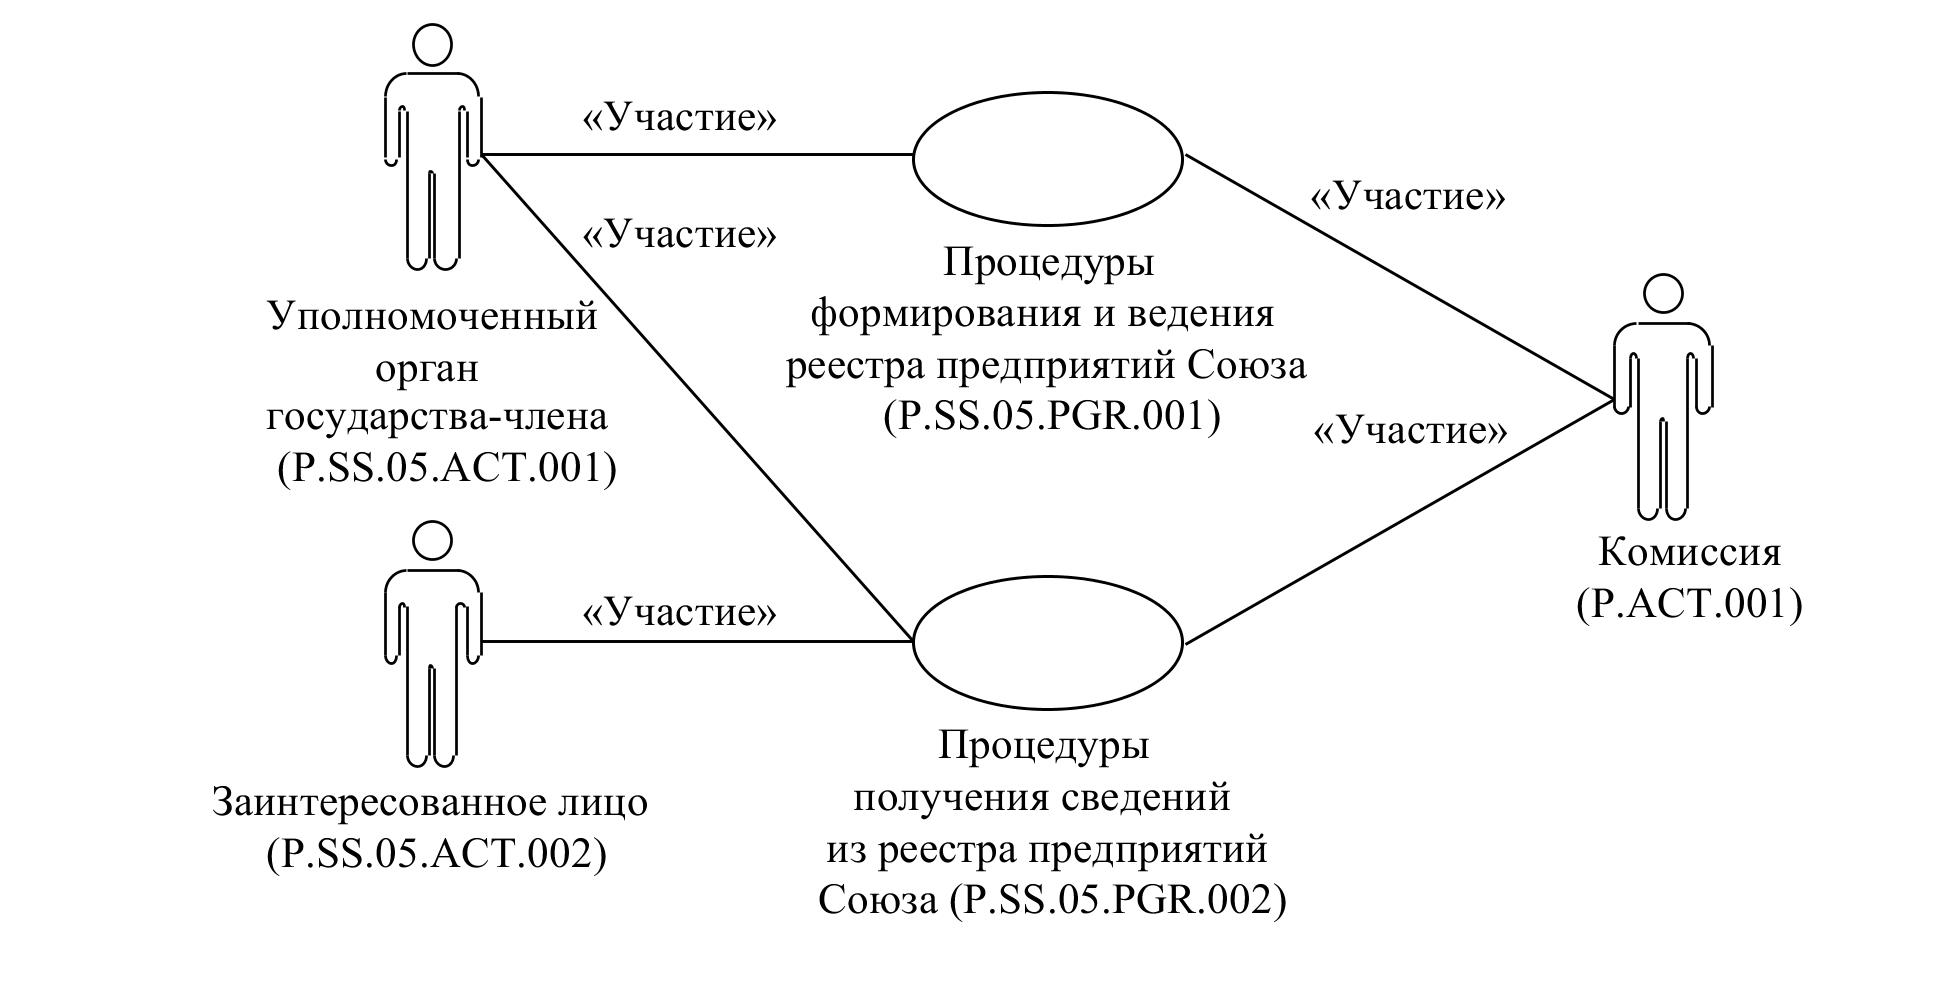 «Участие»
«Участие»
«Участие»
Уполномоченный
орган
государства-члена
(P.SS.05.ACT.001)
Процедуры
формирования и ведения
реестра предприятий Союза
(P.SS.05.PGR.001)
«Участие»
Комиссия
(P.ACT.001)
«Участие»
Заинтересованное лицо
(P.SS.05.ACT.002)
Процедуры
получения сведений
из реестра предприятий
Союза (P.SS.05.PGR.002)